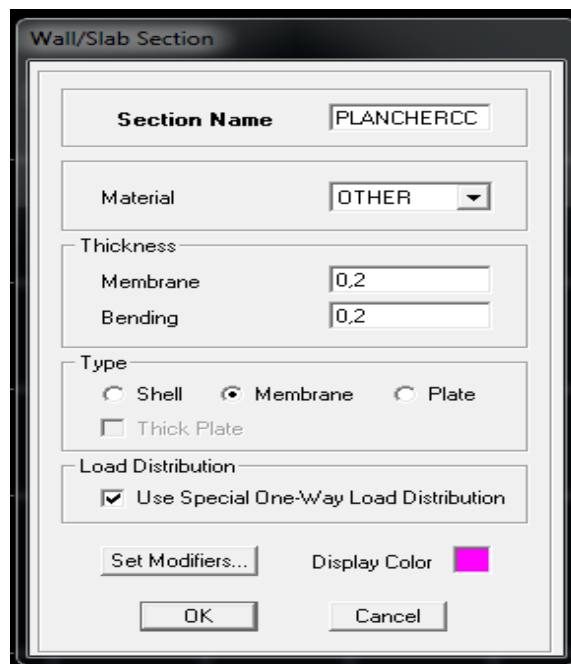 Wall/Slab Section
Section Name PLANCHERCC
Material OTHER
Thickness
Membrane 0,2
Bending 0,2
Type
Shell Membrane Plate
Thick Plate
Load Distribution
Use Special One-Way Load Distribution
Set Modifiers... Display Color
OK Cancel